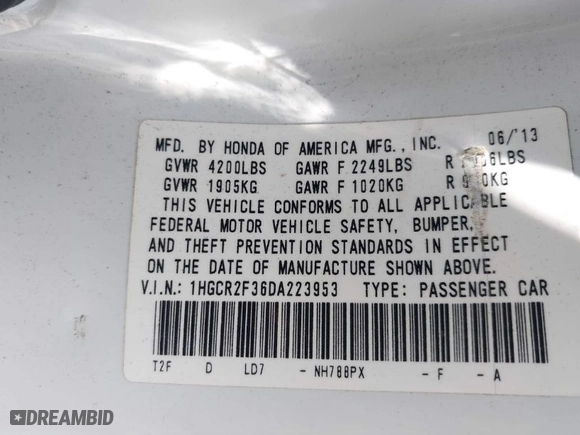 MFD. BY HONDA OF AMERICA MFG., INC. 06/'13
GVWR 4200LBS GAWR F 2249LBS R
GVWR 1905KG GAWR F 1020KG R
THIS VEHICLE CONFORMS TO ALL APPLICABLE
FEDERAL MOTOR VEHICLE SAFETY, BUMPER,
AND THEFT PREVENTION STANDARDS IN EFFECT
ON THE DATE OF MANUFACTURE SHOWN ABOVE.
V.I.N.: 1HGCR2F36DA223953 TYPE: PASSENGER CAR
T2F D LD7 - NH788PX - F - A
DREAMBID